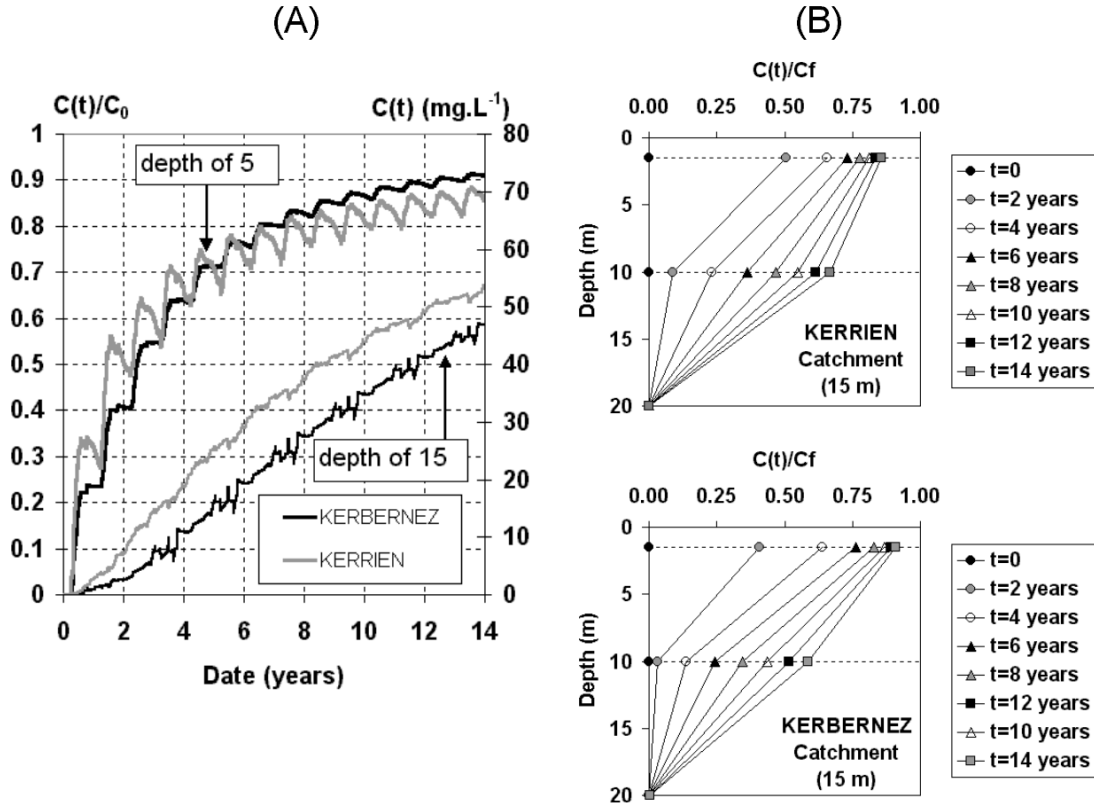 (A)
C(t)/C0
C(t) (mg.L-1)
1
0.9
0.8
0.7
0.6
0.5
0.4
0.3
0.2
0.1
0
80
70
60
50
40
30
20
10
0
depth of 5
depth of 15
KERBERNEZ
KERRIEN
0 2 4 6 8 10 12 14
Date (years)
(B)
C(t)/Cf
0.00 0.25 0.50 0.75 1.00
0
5
10
15
20
Depth (m)
KERRIEN
Catchment
(15 m)
t=0
t=2 years
t=4 years
t=6 years
t=8 years
t=10 years
t=12 years
t=14 years
C(t)/Cf
0.00 0.25 0.50 0.75 1.00
0
5
10
15
20
Depth (m)
KERBERNEZ
Catchment
(15 m)
t=0
t=2 years
t=4 years
t=6 years
t=8 years
t=12 years
t=10 years
t=14 years